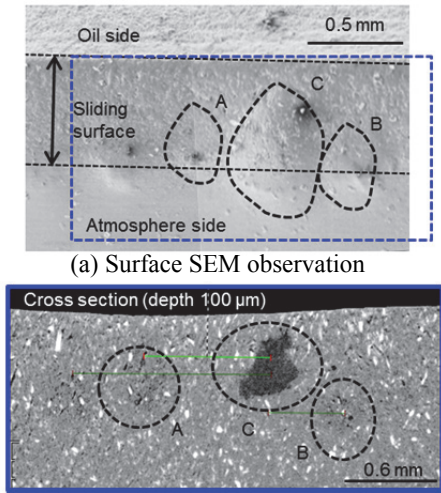 Oil side
0.5 mm
A
C
Sliding
surface
B
Atmosphere side
(a) Surface SEM observation
Cross section (depth 100 µm)
A
C
B
0.6 mm